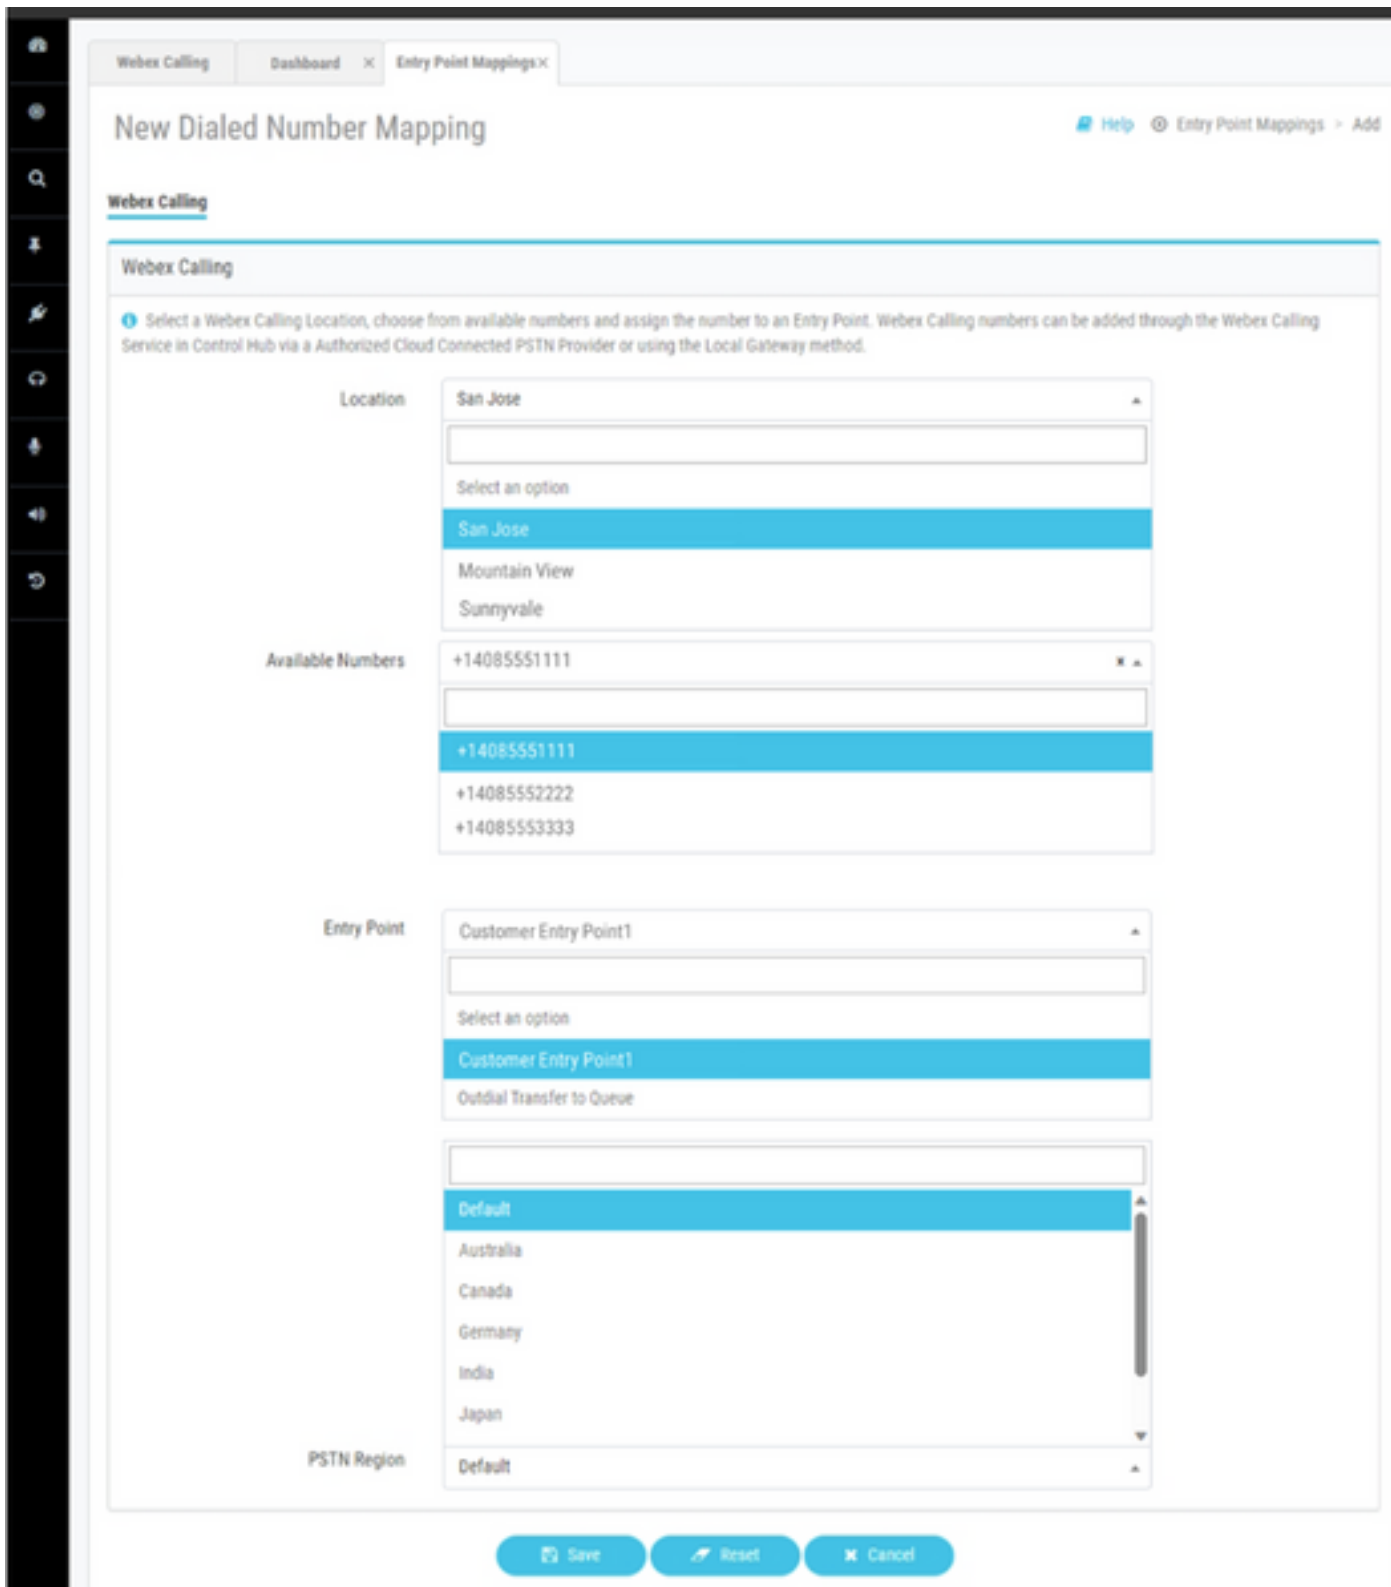 Webex Calling
Dashboard ×
Entry Point Mappings ×
New Dialed Number Mapping
Help Entry Point Mappings > Add
Webex Calling
Webex Calling
Select a Webex Calling Location, choose from available numbers and assign the number to an Entry Point. Webex Calling numbers can be added through the Webex Calling
Service in Control Hub via a Authorized Cloud Connected PSTN Provider or using the Local Gateway method.
Location
San Jose
Select an option
San Jose
Mountain View
Sunnyvale
Available Numbers
+14085551111
+14085551111
+14085552222
+14085553333
Entry Point
Customer Entry Point1
Select an option
Customer Entry Point1
Outdial Transfer to Queue
Default
Australia
Canada
Germany
India
Japan
PSTN Region
Default
Save
Reset
Cancel